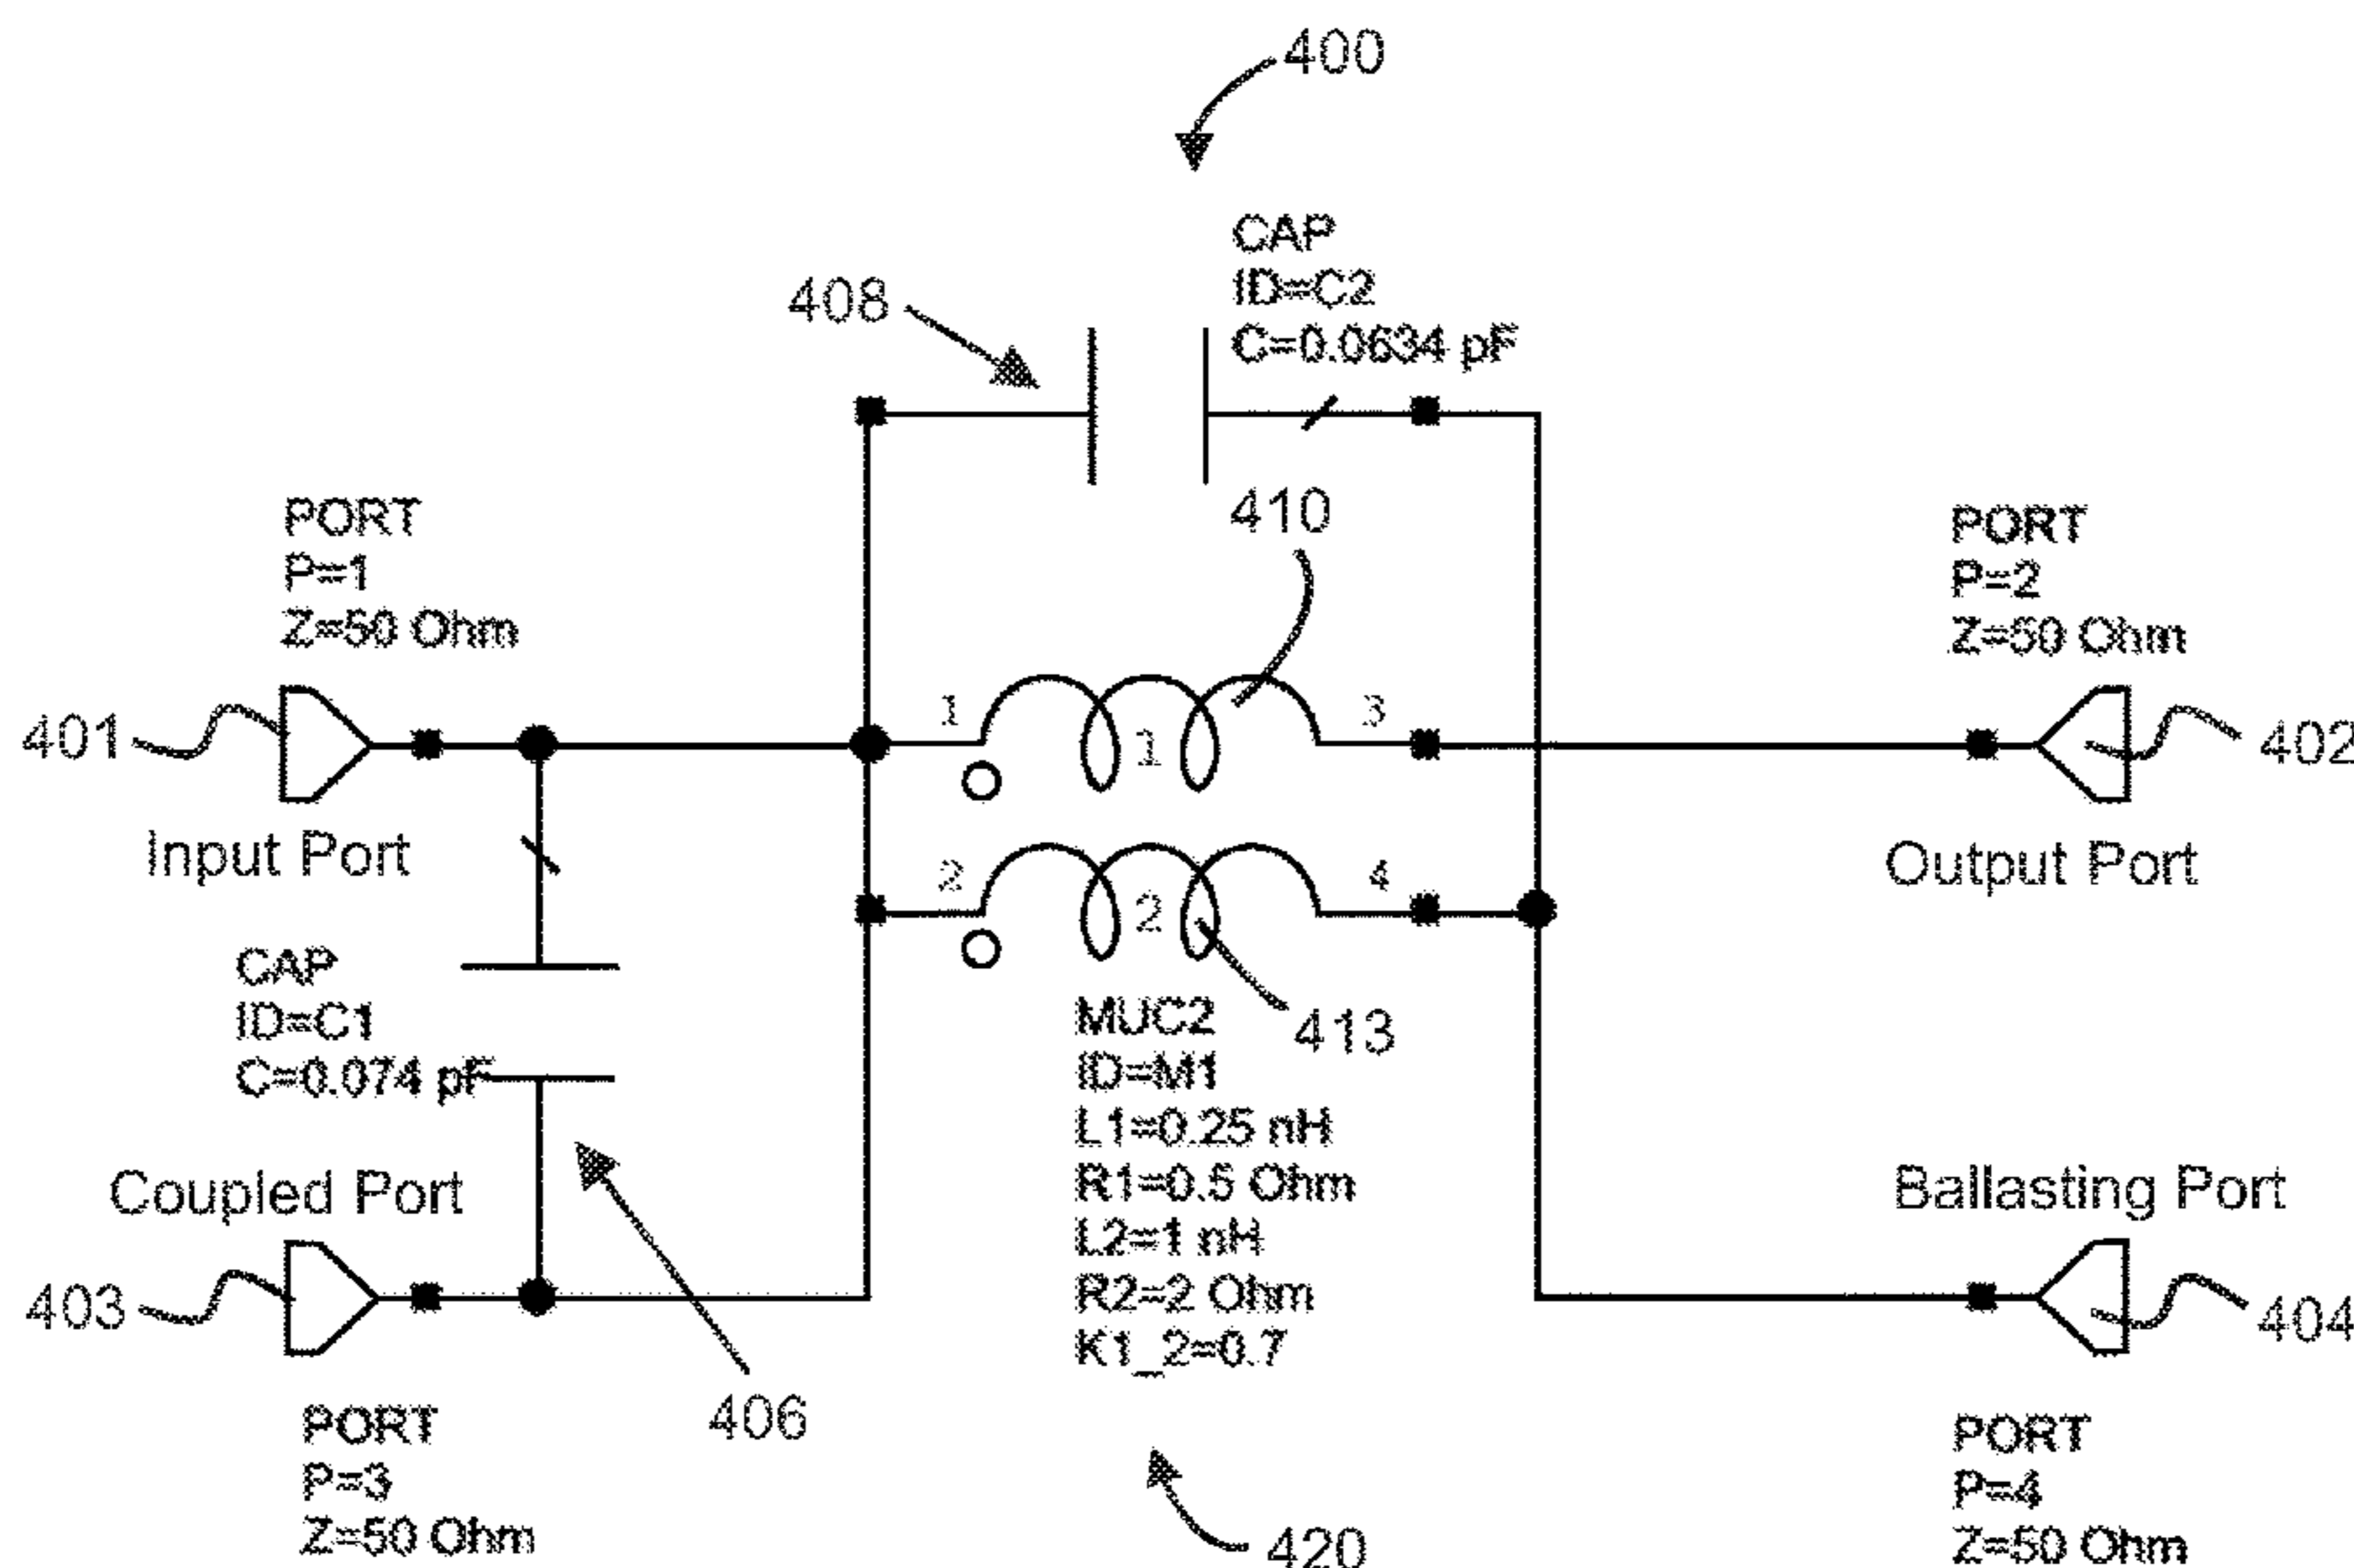 400
CAP
ID=C2
C=0.0634 pF
408
410
PORT
P=1
Z=50 Ohm
PORT
P=2
Z=50 Ohm
1
3
1
401
402
Input Port
Output Port
2
4
2
CAP
ID=C1
C=0.074 pF
413
MUC2
ID=M1
L1=0.25 nH
R1=0.5 Ohm
L2=1 nH
R2=2 Ohm
K1_2=0.7
Coupled Port
Ballasting Port
403
404
406
PORT
P=3
Z=50 Ohm
PORT
P=4
Z=50 Ohm
420